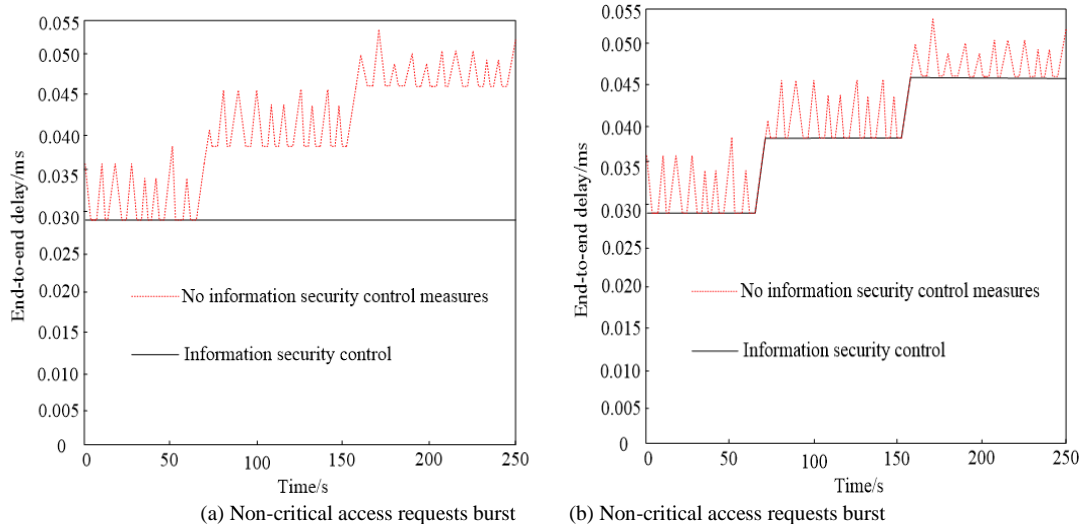 0.055
0.050
0.045
0.040
0.035
0.030
0.025
0.020
0.015
0.010
0.005
0
End-to-end delay/ms
No information security control measures
Information security control
0 50 100 150 200 250
Time/s
(a) Non-critical access requests burst
0.055
0.050
0.045
0.040
0.035
0.030
0.025
0.020
0.015
0.010
0.005
0
End-to-end delay/ms
No information security control measures
Information security control
0 50 100 150 200 250
Time/s
(b) Non-critical access requests burst